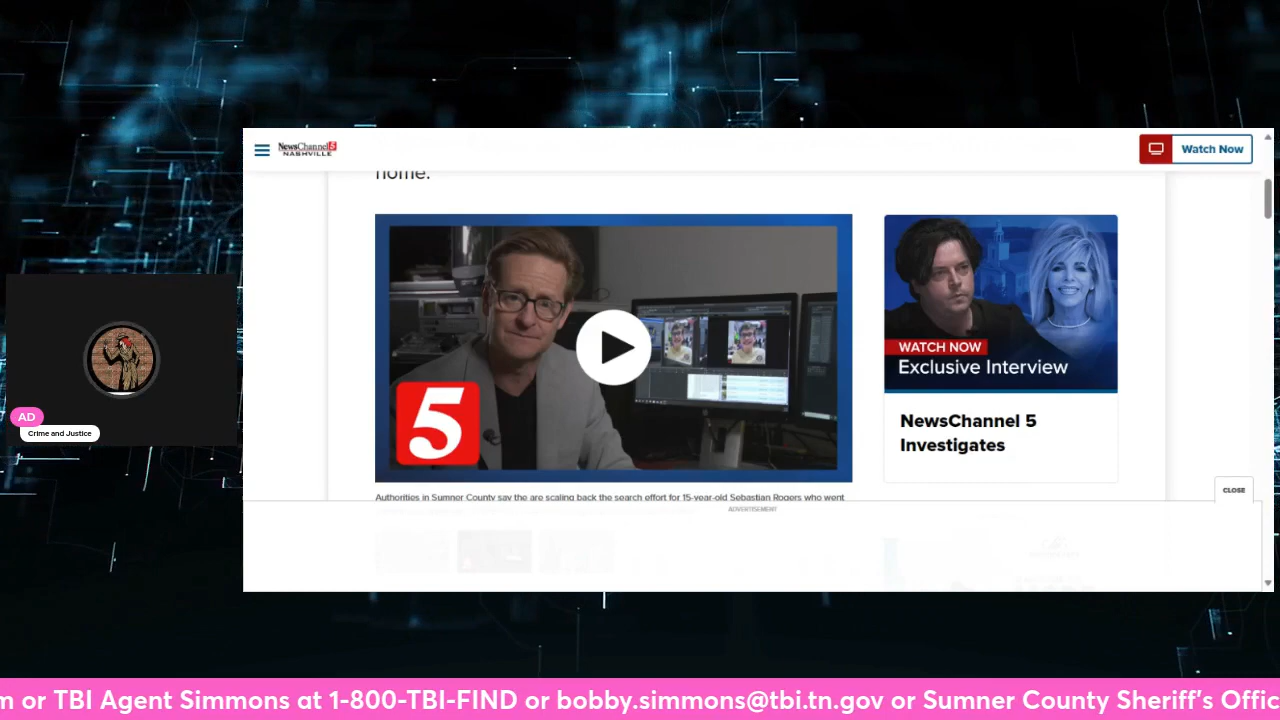 NewsChannel 5
NASHVILLE
Watch Now
home.
5
WATCH NOW
Exclusive Interview
NewsChannel 5
Investigates
Authorities in Sumner County say the are scaling back the search effort for 15-year-old Sebastian Rogers who went
CLOSE
ADVERTISEMENT
AD
Crime and Justice
m or TBI Agent Simmons at 1-800-TBI-FIND or bobby.simmons@tbi.tn.gov or Sumner County Sheriff's Offic